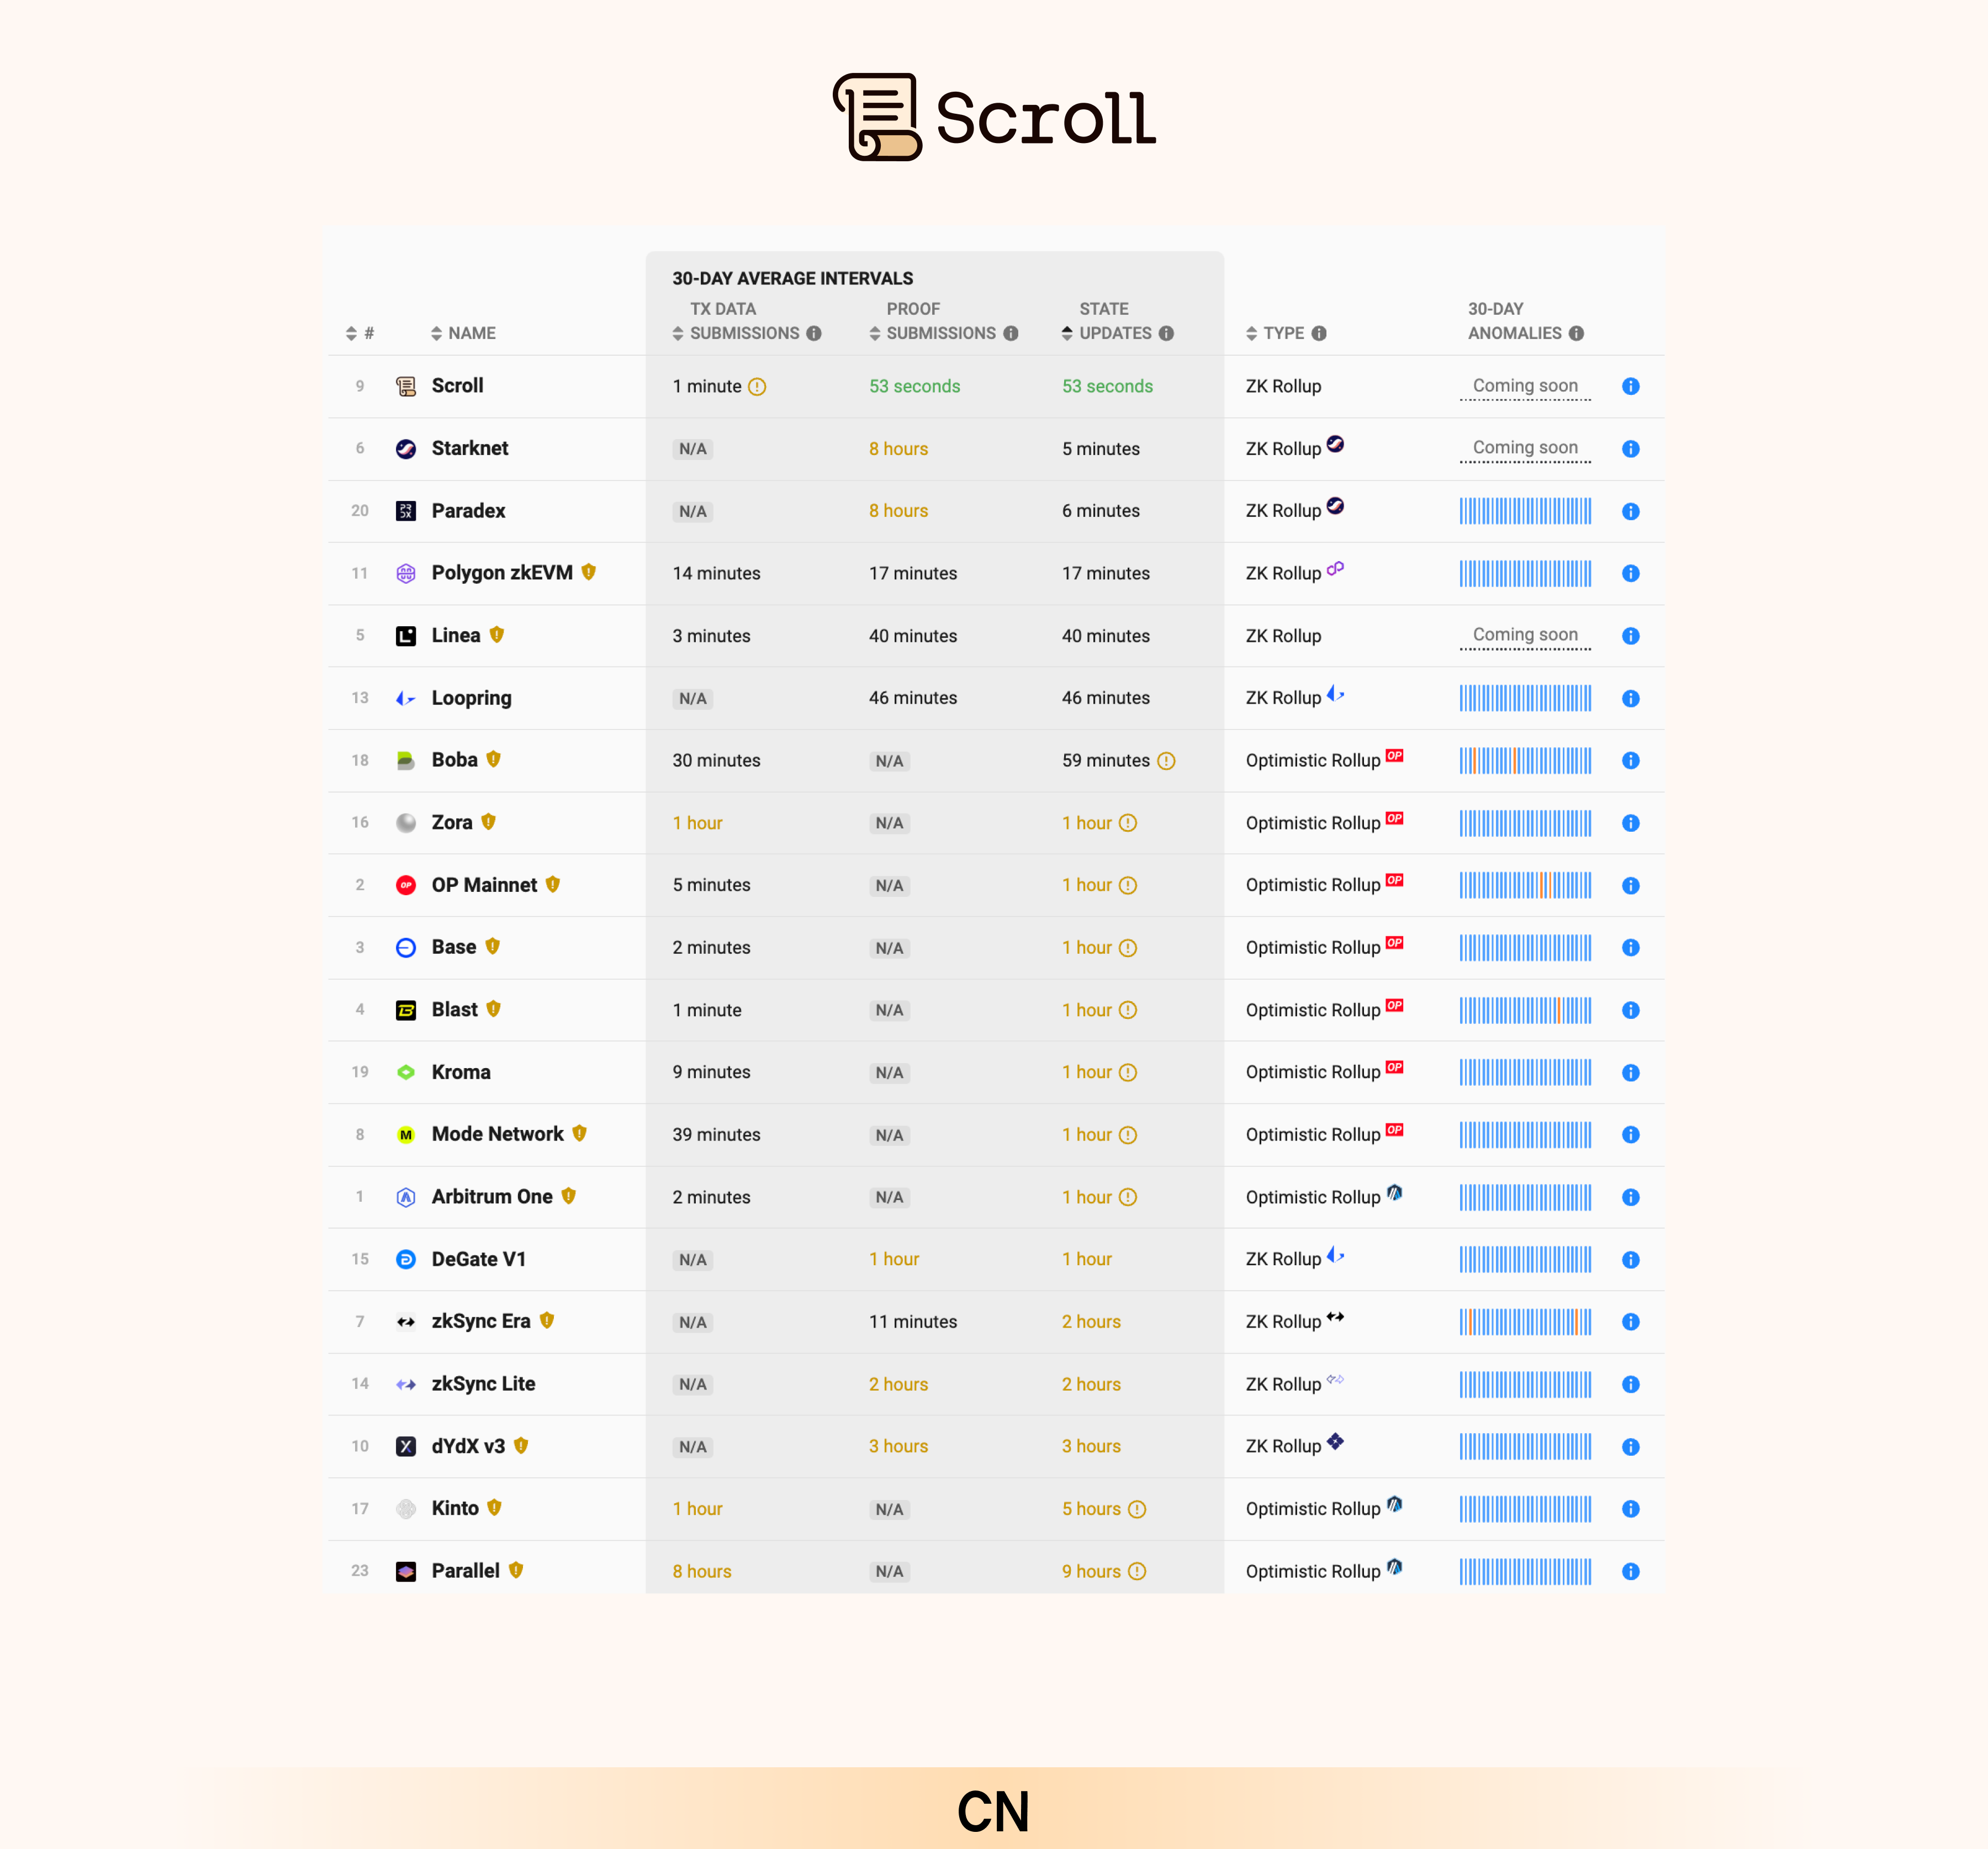 Scroll
30-DAY AVERAGE INTERVALS
# NAME TX DATA SUBMISSIONS PROOF SUBMISSIONS STATE UPDATES TYPE 30-DAY ANOMALIES
9 Scroll 1 minute 53 seconds 53 seconds ZK Rollup Coming soon
6 Starknet N/A 8 hours 5 minutes ZK Rollup Coming soon
20 Paradex N/A 8 hours 6 minutes ZK Rollup
11 Polygon zkEVM 14 minutes 17 minutes 17 minutes ZK Rollup
5 Linea 3 minutes 40 minutes 40 minutes ZK Rollup Coming soon
13 Loopring N/A 46 minutes 46 minutes ZK Rollup
18 Boba 30 minutes N/A 59 minutes Optimistic Rollup OP
16 Zora 1 hour N/A 1 hour Optimistic Rollup OP
2 OP OP Mainnet 5 minutes N/A 1 hour Optimistic Rollup OP
3 Base 2 minutes N/A 1 hour Optimistic Rollup OP
4 Blast 1 minute N/A 1 hour Optimistic Rollup OP
19 Kroma 9 minutes N/A 1 hour Optimistic Rollup OP
8 M Mode Network 39 minutes N/A 1 hour Optimistic Rollup OP
1 Arbitrum One 2 minutes N/A 1 hour Optimistic Rollup
15 DeGate V1 N/A 1 hour 1 hour ZK Rollup
7 zkSync Era N/A 11 minutes 2 hours ZK Rollup
14 zkSync Lite N/A 2 hours 2 hours ZK Rollup
10 dYdX v3 N/A 3 hours 3 hours ZK Rollup
17 Kinto 1 hour N/A 5 hours Optimistic Rollup
23 Parallel 8 hours N/A 9 hours Optimistic Rollup
CN